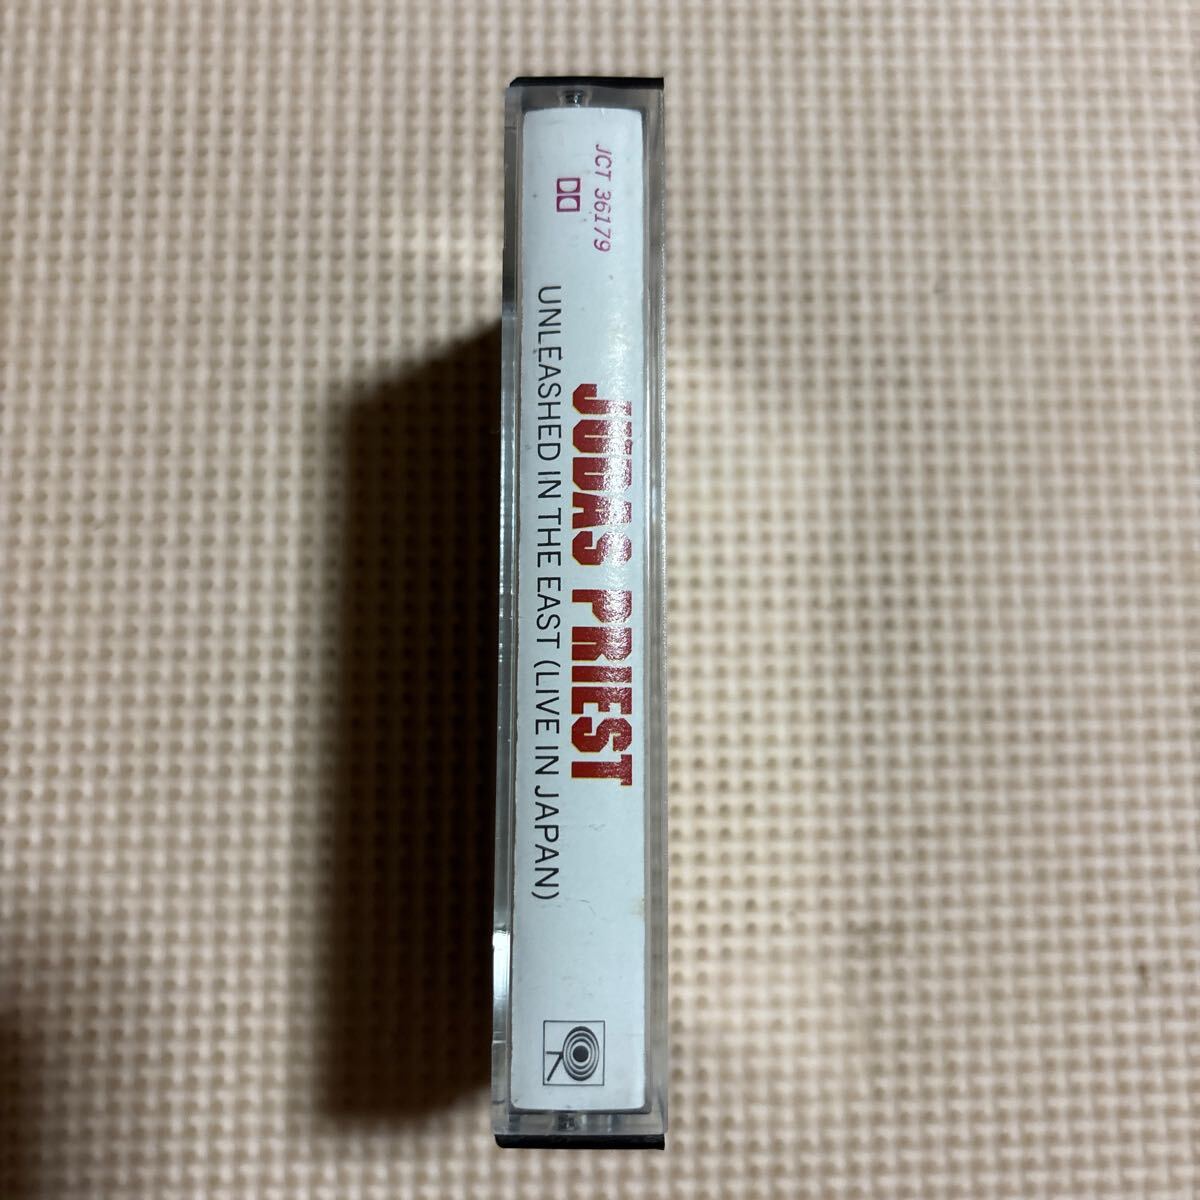 JCT 36179
JUDAS PRIEST
UNLEASHED IN THE EAST (LIVE IN JAPAN)